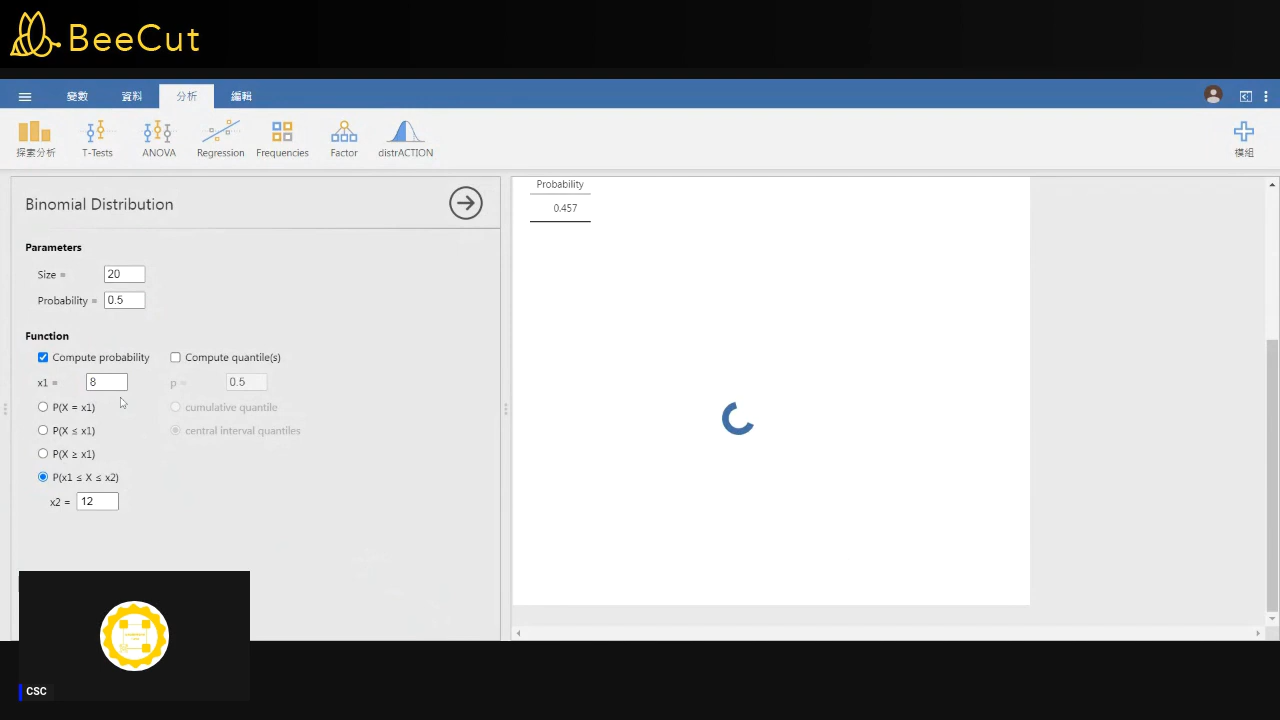 BeeCut
變數 資料 分析 編輯
探索分析 T-Tests ANOVA Regression Frequencies Factor distrACTION 模組
Binomial Distribution
Parameters
Size = 20
Probability = 0.5
Function
Compute probability Compute quantile(s)
x1 = 8 p = 0.5
P(X = x1) cumulative quantile
P(X ≤ x1) central interval quantiles
P(X ≥ x1)
P(x1 ≤ X ≤ x2)
x2 = 12
Probability
0.457
CSC